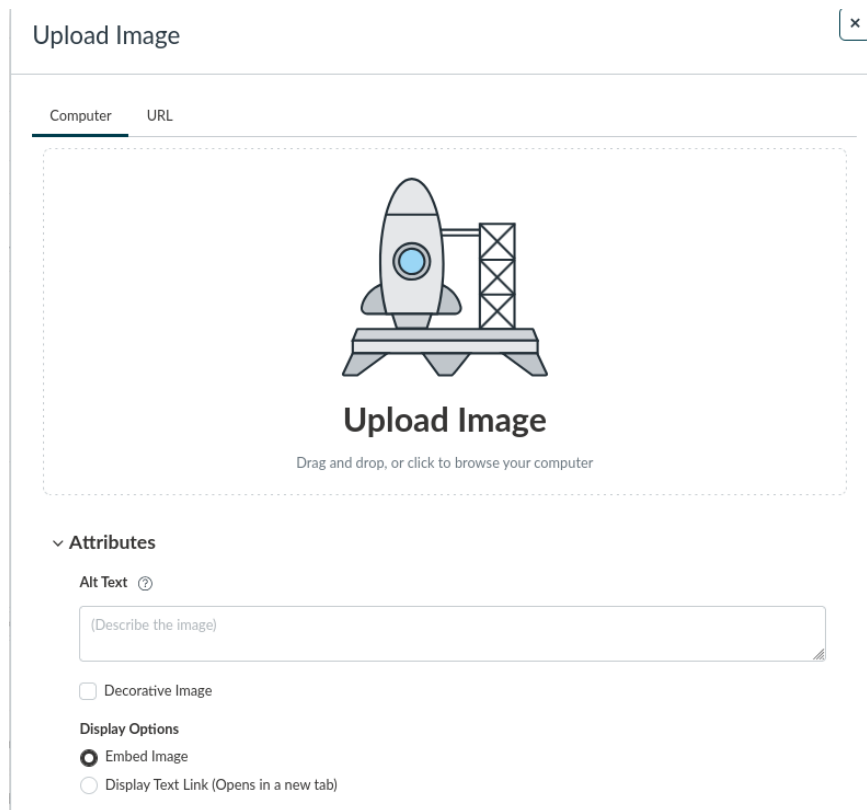 Upload Image
Computer URL
Upload Image
Drag and drop, or click to browse your computer
Attributes
Alt Text
(Describe the image)
Decorative Image
Display Options
Embed Image
Display Text Link (Opens in a new tab)